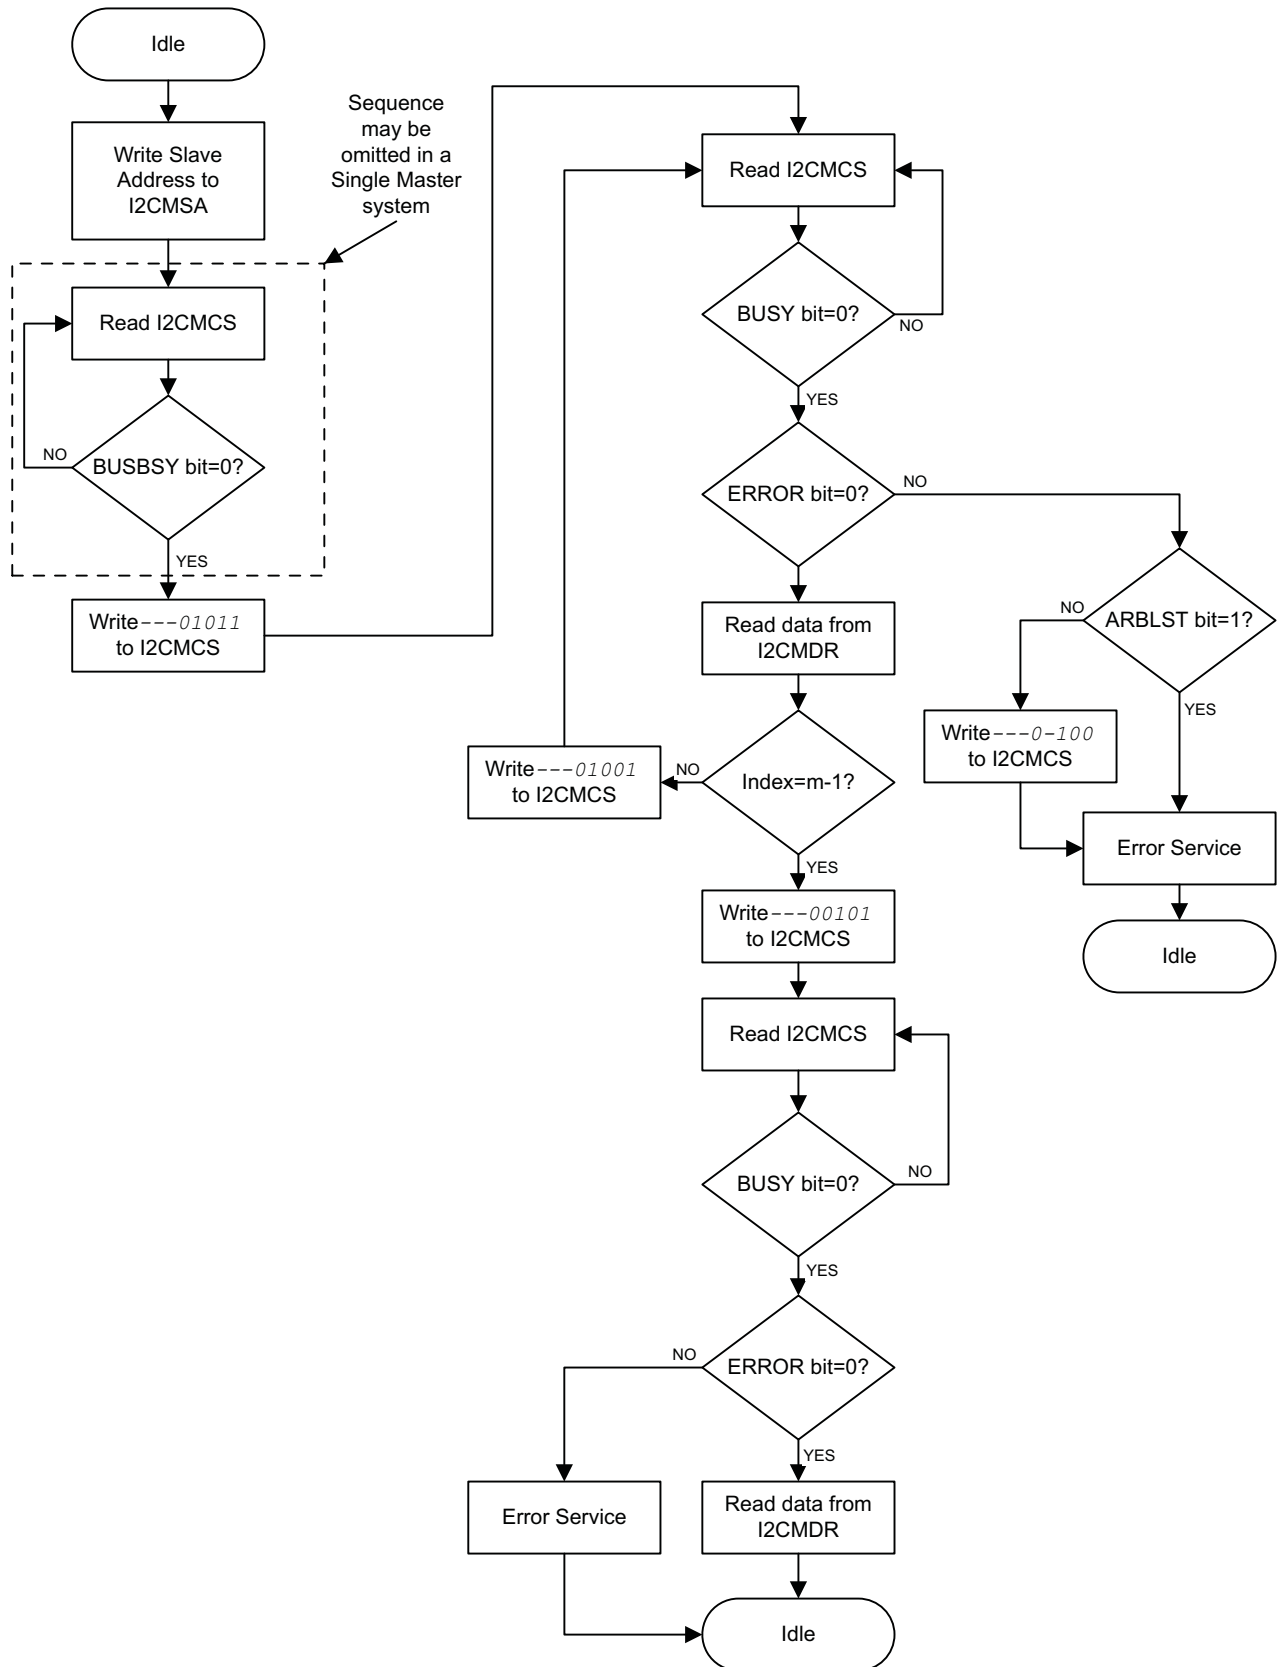 Idle
Write Slave
Address to
I2CMSA
Sequence
may be
omitted in a
Single Master
system
Read I2CMCS
BUSBSY bit=0?
NO
YES
Write---01011
to I2CMCS
Read I2CMCS
BUSY bit=0?
NO
YES
ERROR bit=0?
NO
Read data from
I2CMDR
ARBLST bit=1?
NO
YES
Write---0-100
to I2CMCS
Error Service
Idle
Index=m-1?
NO
Write---01001
to I2CMCS
YES
Write---00101
to I2CMCS
Read I2CMCS
BUSY bit=0?
NO
YES
ERROR bit=0?
NO
YES
Error Service
Read data from
I2CMDR
Idle